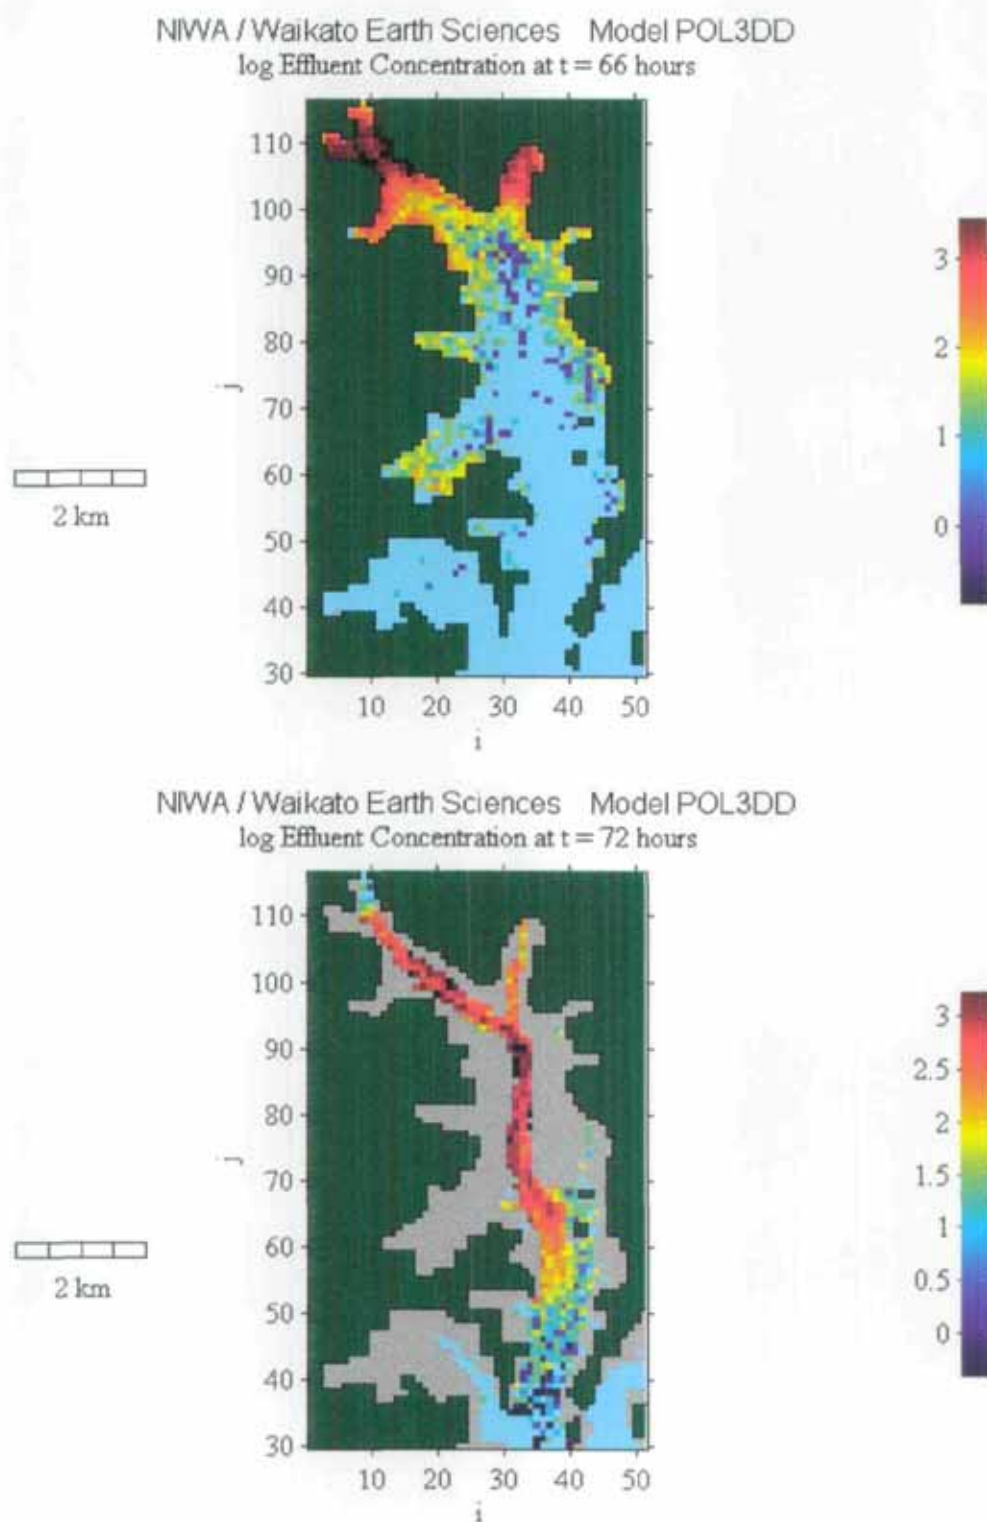 NIWA / Waikato Earth Sciences Model POL3DD
log Effluent Concentration at t = 66 hours
110
100
90
80
70
60
50
40
30
j
10 20 30 40 50
i
2 km
3
2
1
0
NIWA / Waikato Earth Sciences Model POL3DD
log Effluent Concentration at t = 72 hours
110
100
90
80
70
60
50
40
30
j
10 20 30 40 50
i
2 km
3
2.5
2
1.5
1
0.5
0